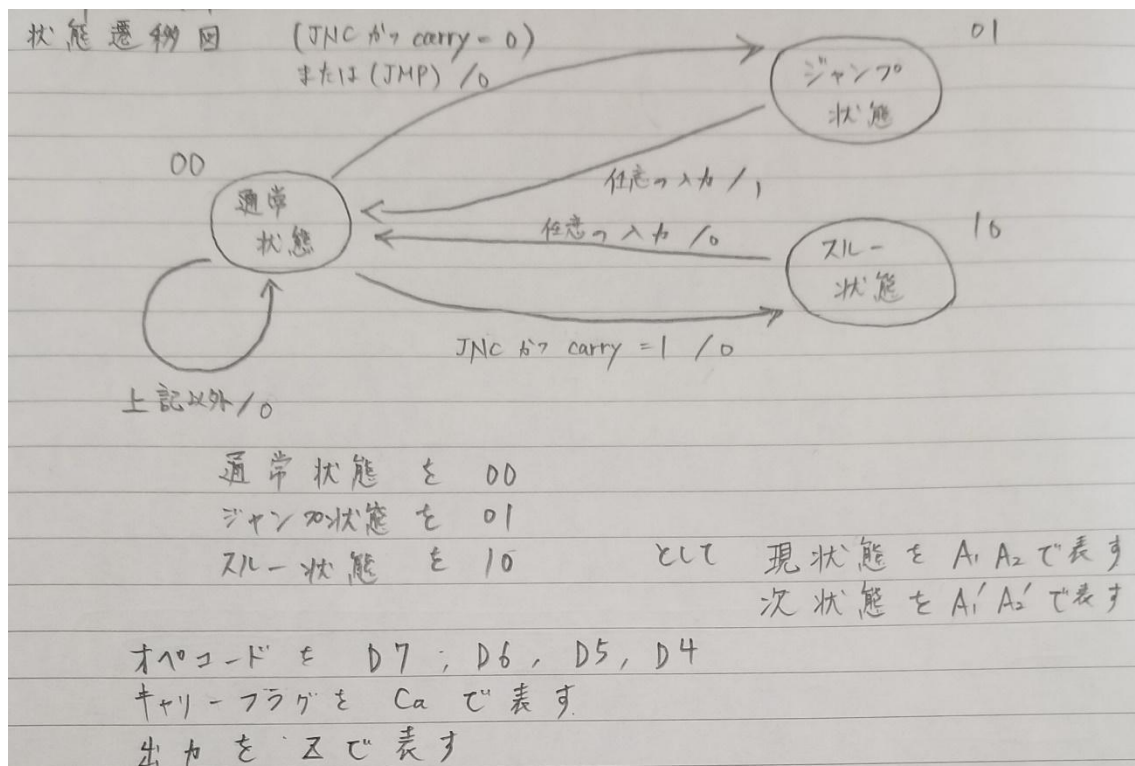 状態遷移図 (JNC かつ carry = 0)
または (JMP) /0
01
ジャンプ
状態
00
通常
状態
任意の入力 / 1
任意の入力 /0
10
スルー
状態
JNC かつ carry = 1 /0
上記以外 /0
通常状態を 00
ジャンプ状態を 01
スルー状態を 10 として 現状態を A₁ A₂ で表す
次状態を A₁' A₂' で表す
オペコードを D7, D6, D5, D4
キャリーフラグを Ca で表す.
出力を Z で表す